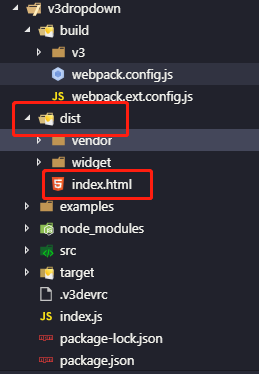 v3dropdown
build
v3
webpack.config.js
JS webpack.ext.config.js
dist
vendor
widget
5 index.html
examples
node_modules
src
target
.v3devrc
JS index.js
package-lock.json
package.json